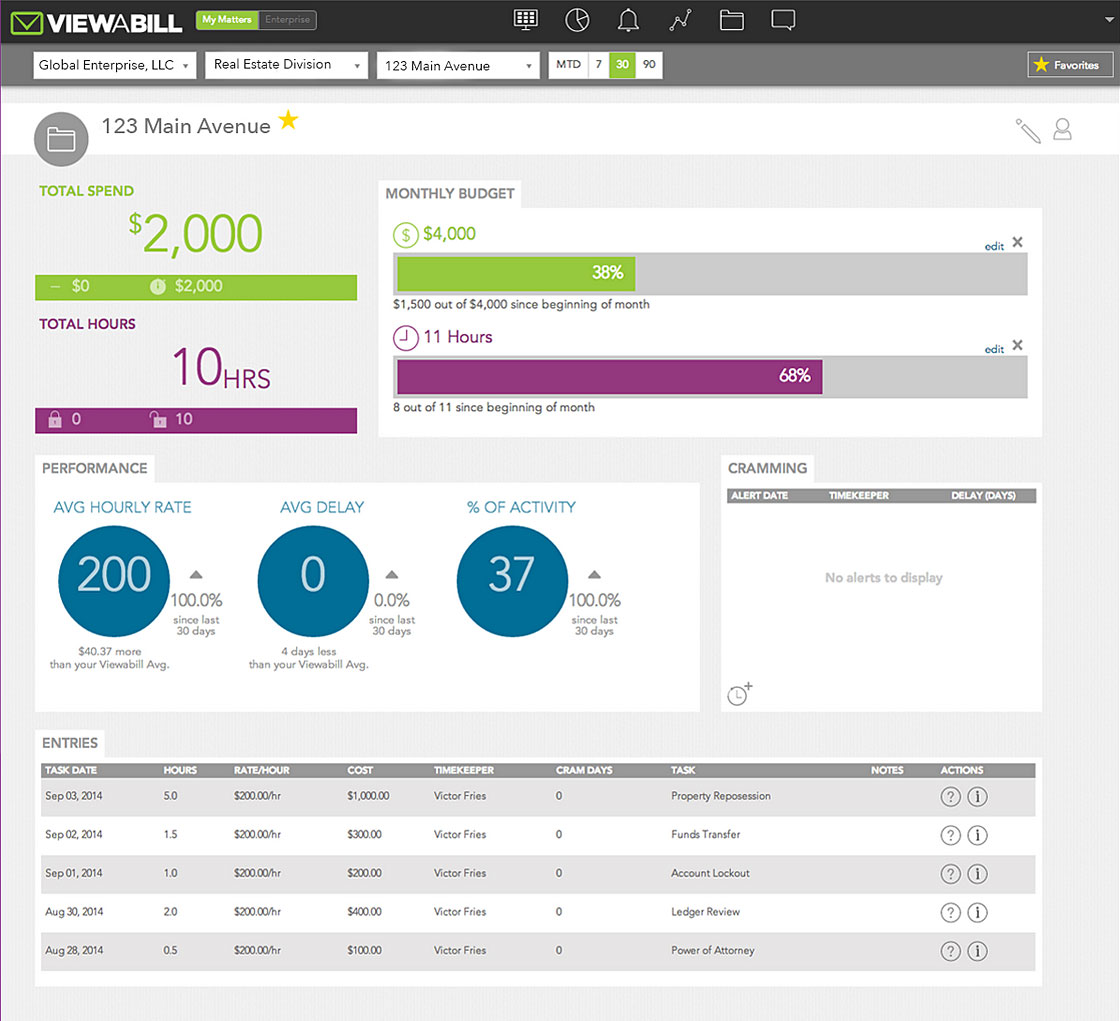 VIEWABILL My Matters Enterprise
Global Enterprise, LLC Real Estate Division 123 Main Avenue MTD 7 30 90 Favorites
123 Main Avenue
TOTAL SPEND
$2,000
– $0 $2,000
TOTAL HOURS
10 HRS
0 10
MONTHLY BUDGET
$ $4,000
edit
38%
$1,500 out of $4,000 since beginning of month
11 Hours
edit
68%
8 out of 11 since beginning of month
PERFORMANCE
AVG HOURLY RATE AVG DELAY % OF ACTIVITY
200 0 37
100.0% 0.0% 100.0%
since last since last since last
30 days 30 days 30 days
$40.37 more 4 days less
than your Viewabill Avg. than your Viewabill Avg.
CRAMMING
ALERT DATE TIMEKEEPER DELAY (DAYS)
No alerts to display
ENTRIES
TASK DATE HOURS RATE/HOUR COST TIMEKEEPER CRAM DAYS TASK NOTES ACTIONS
Sep 03, 2014 5.0 $200.00/hr $1,000.00 Victor Fries 0 Property Reposession ? i
Sep 02, 2014 1.5 $200.00/hr $300.00 Victor Fries 0 Funds Transfer ? i
Sep 01, 2014 1.0 $200.00/hr $200.00 Victor Fries 0 Account Lockout ? i
Aug 30, 2014 2.0 $200.00/hr $400.00 Victor Fries 0 Ledger Review ? i
Aug 28, 2014 0.5 $200.00/hr $100.00 Victor Fries 0 Power of Attorney ? i